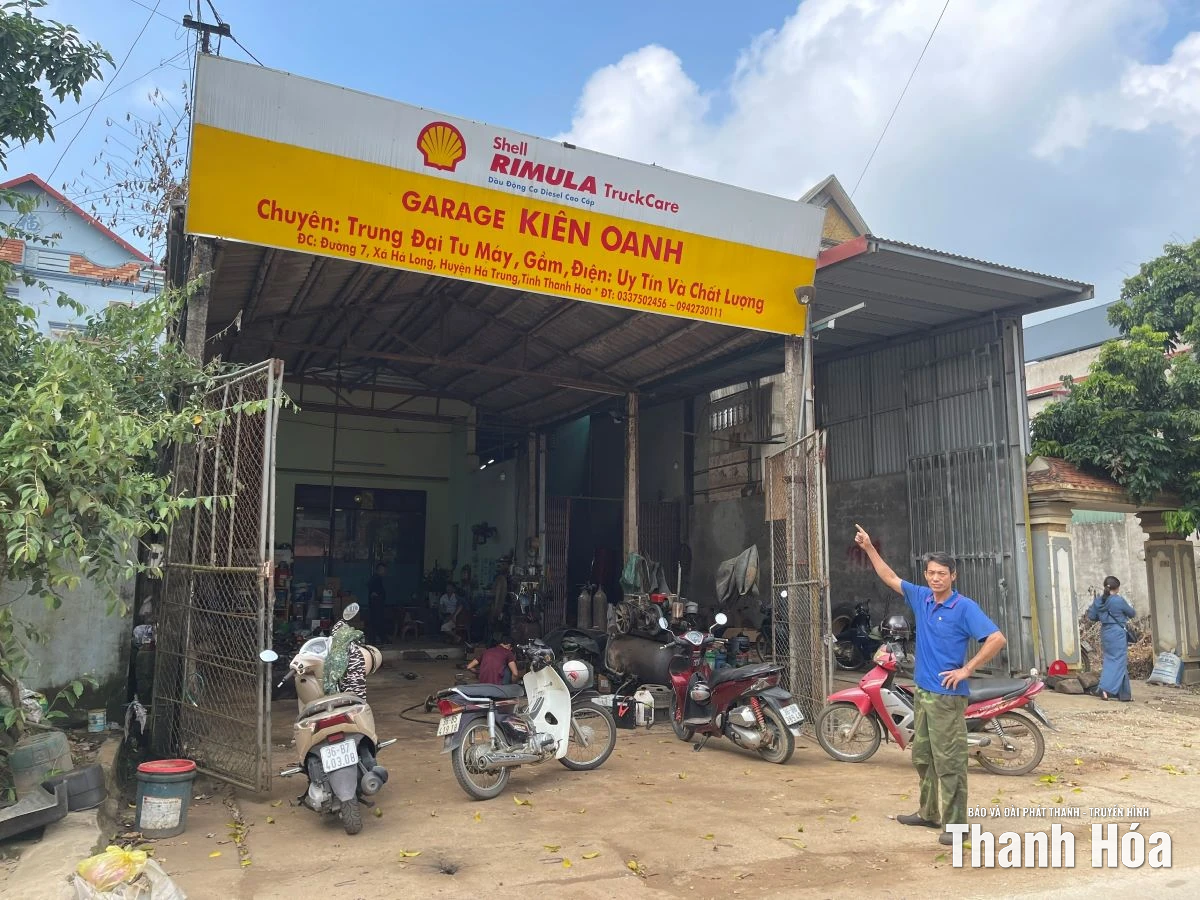 Shell
RIMULA TruckCare
Dầu Động Cơ Diesel Cao Cấp
GARAGE KIÊN OANH
Chuyên: Trung Đại Tu Máy, Gầm, Điện: Uy Tín Và Chất Lượng
ĐC: Đường 7, Xã Hà Long, Huyện Hà Trung, Tỉnh Thanh Hóa * ĐT: 0337502456 - 0942730111
36-B7
403.08
BÁO VÀ ĐÀI PHÁT THANH - TRUYỀN HÌNH
Thanh Hóa